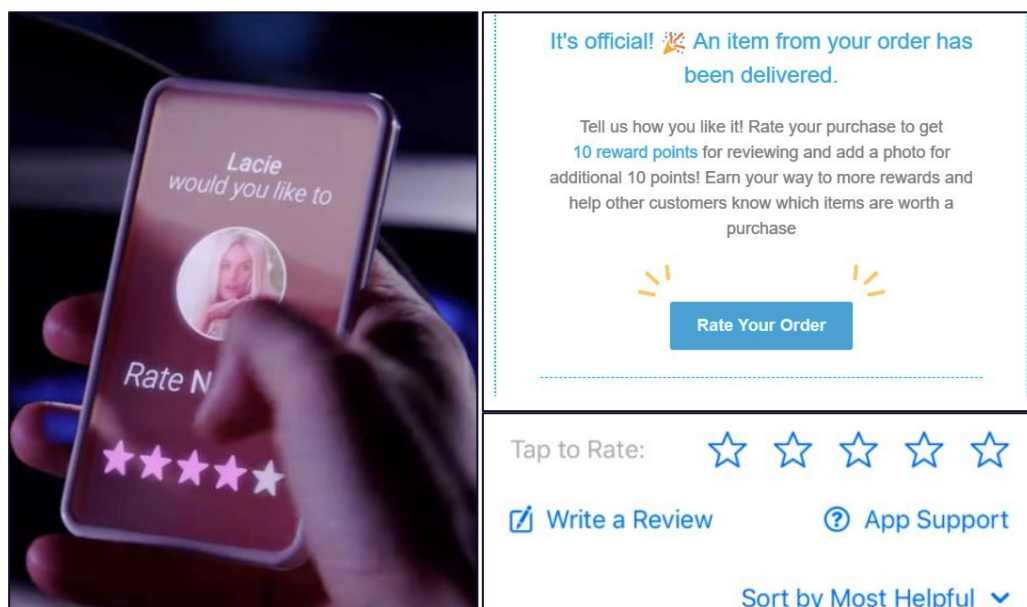 Lacie
would you like to
Rate N
It's official! 🎉 An item from your order has
been delivered.
Tell us how you like it! Rate your purchase to get
10 reward points for reviewing and add a photo for
additional 10 points! Earn your way to more rewards and
help other customers know which items are worth a
purchase
Rate Your Order
Tap to Rate:
Write a Review
App Support
Sort by Most Helpful